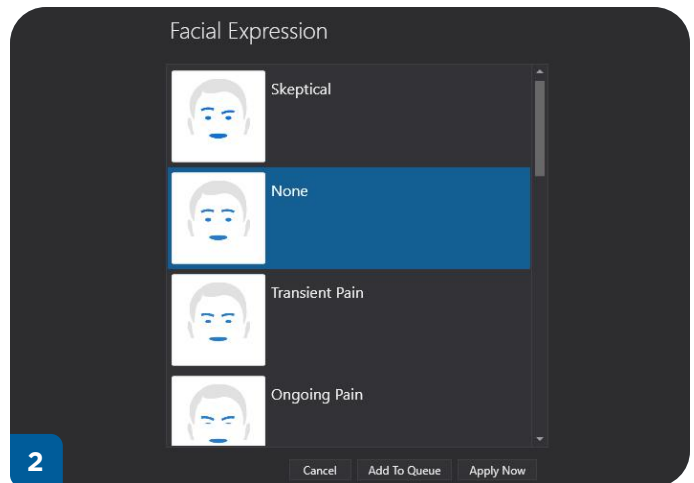 Facial Expression
Skeptical
None
Transient Pain
Ongoing Pain
2
Cancel Add To Queue Apply Now